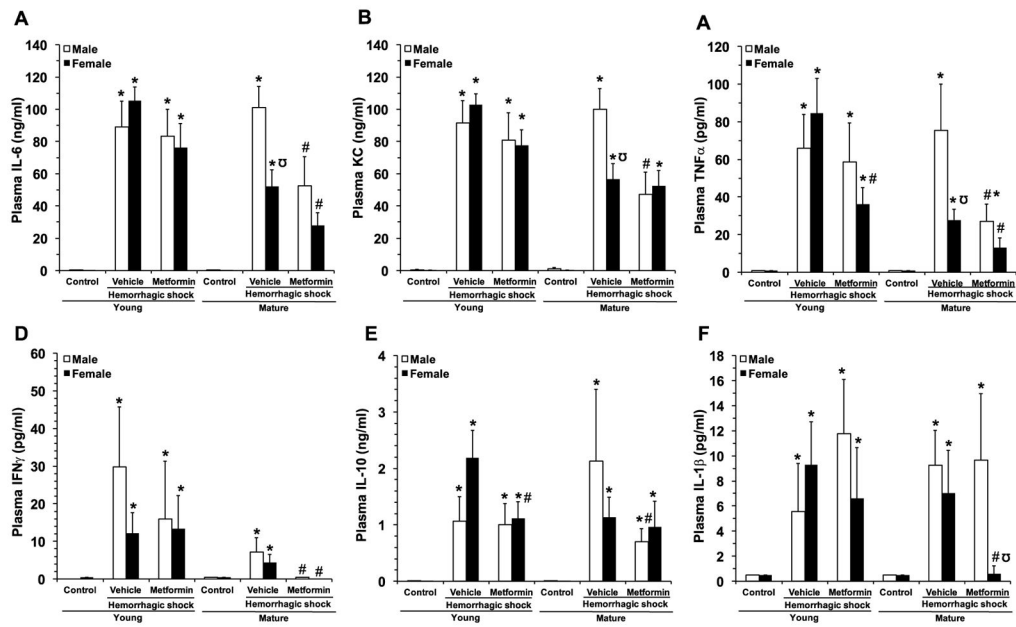 A
Plasma IL-6 (ng/ml)
140
120
100
80
60
40
20
0
Male
Female
* * * * * *ʊ # #
Control Vehicle Metformin Control Vehicle Metformin
Hemorrhagic shock Hemorrhagic shock
Young Mature
B
Plasma KC (ng/ml)
140
120
100
80
60
40
20
0
Male
Female
* * * * * *ʊ # *
Control Vehicle Metformin Control Vehicle Metformin
Hemorrhagic shock Hemorrhagic shock
Young Mature
A
Plasma TNFα (pg/ml)
120
100
80
60
40
20
0
Male
Female
* * * *# * *ʊ #* #
Control Vehicle Metformin Control Vehicle Metformin
Hemorrhagic shock Hemorrhagic shock
Young Mature
D
Plasma IFNγ (pg/ml)
60
50
40
30
20
10
0
Male
Female
* * * * * * # #
Control Vehicle Metformin Control Vehicle Metformin
Hemorrhagic shock Hemorrhagic shock
Young Mature
E
Plasma IL-10 (ng/ml)
4
3
2
1
0
Male
Female
* * * *# * * *# *
Control Vehicle Metformin Control Vehicle Metformin
Hemorrhagic shock Hemorrhagic shock
Young Mature
F
Plasma IL-1β (pg/ml)
18
16
14
12
10
8
6
4
2
0
Male
Female
* * * * * * * #ʊ
Control Vehicle Metformin Control Vehicle Metformin
Hemorrhagic shock Hemorrhagic shock
Young Mature